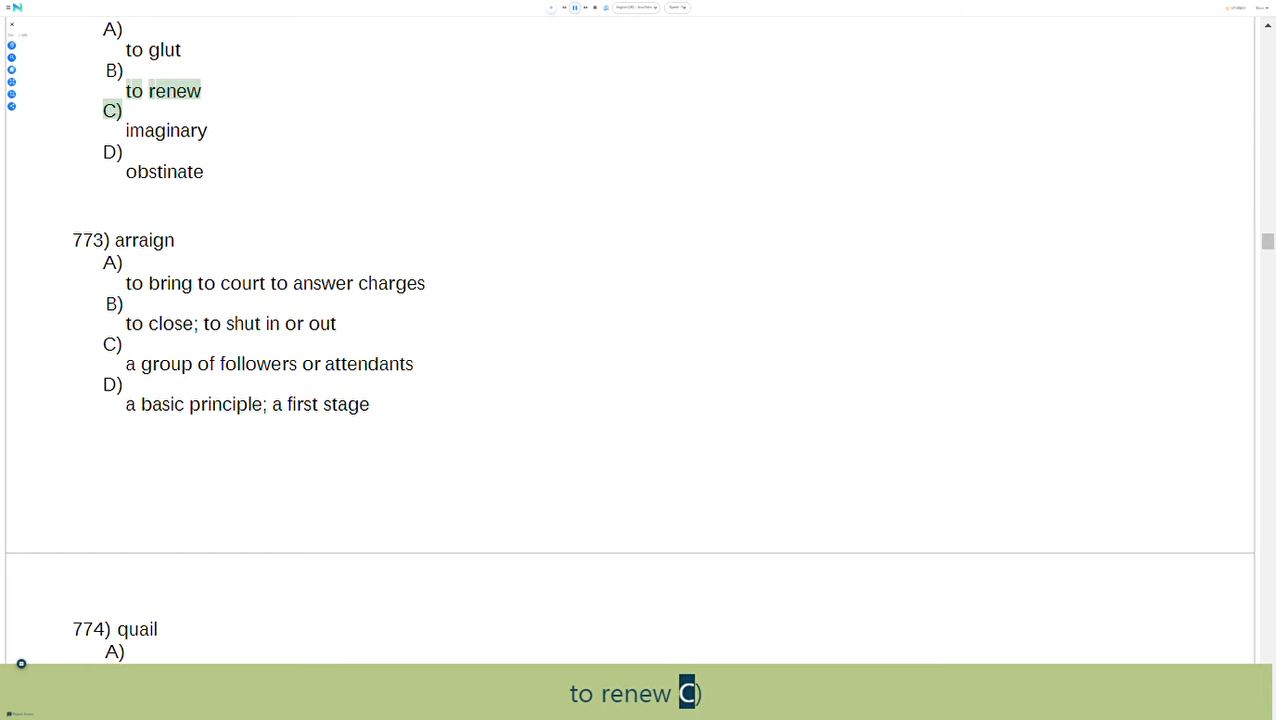 A)
to glut
B)
to renew
C)
imaginary
D)
obstinate
773) arraign
A)
to bring to court to answer charges
B)
to close; to shut in or out
C)
a group of followers or attendants
D)
a basic principle; a first stage
774) quail
A)
to renew C)